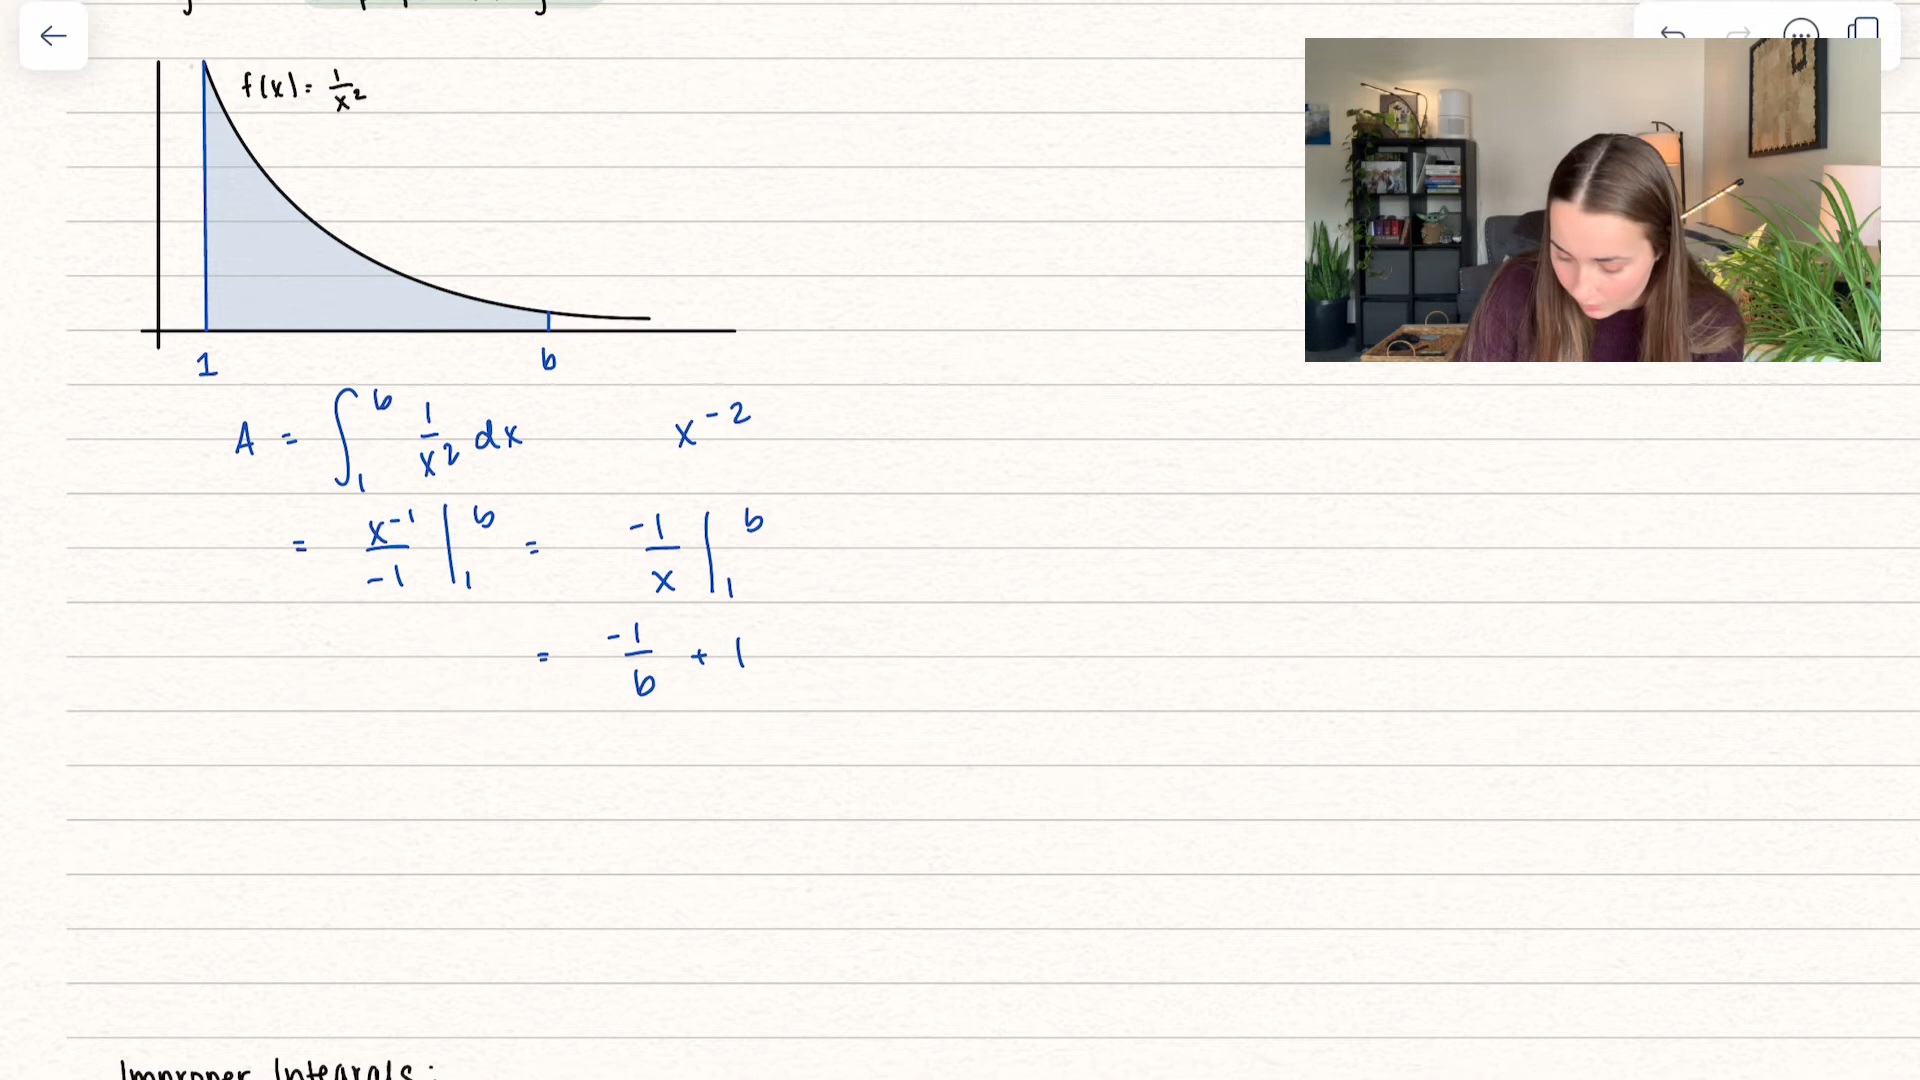 f(x) = 1/x²
1 b
A = ∫₁ᵇ 1/x² dx x⁻²
= x⁻¹/-1 |₁ᵇ = -1/x |₁ᵇ
= -1/b + 1
Improper Integrals: